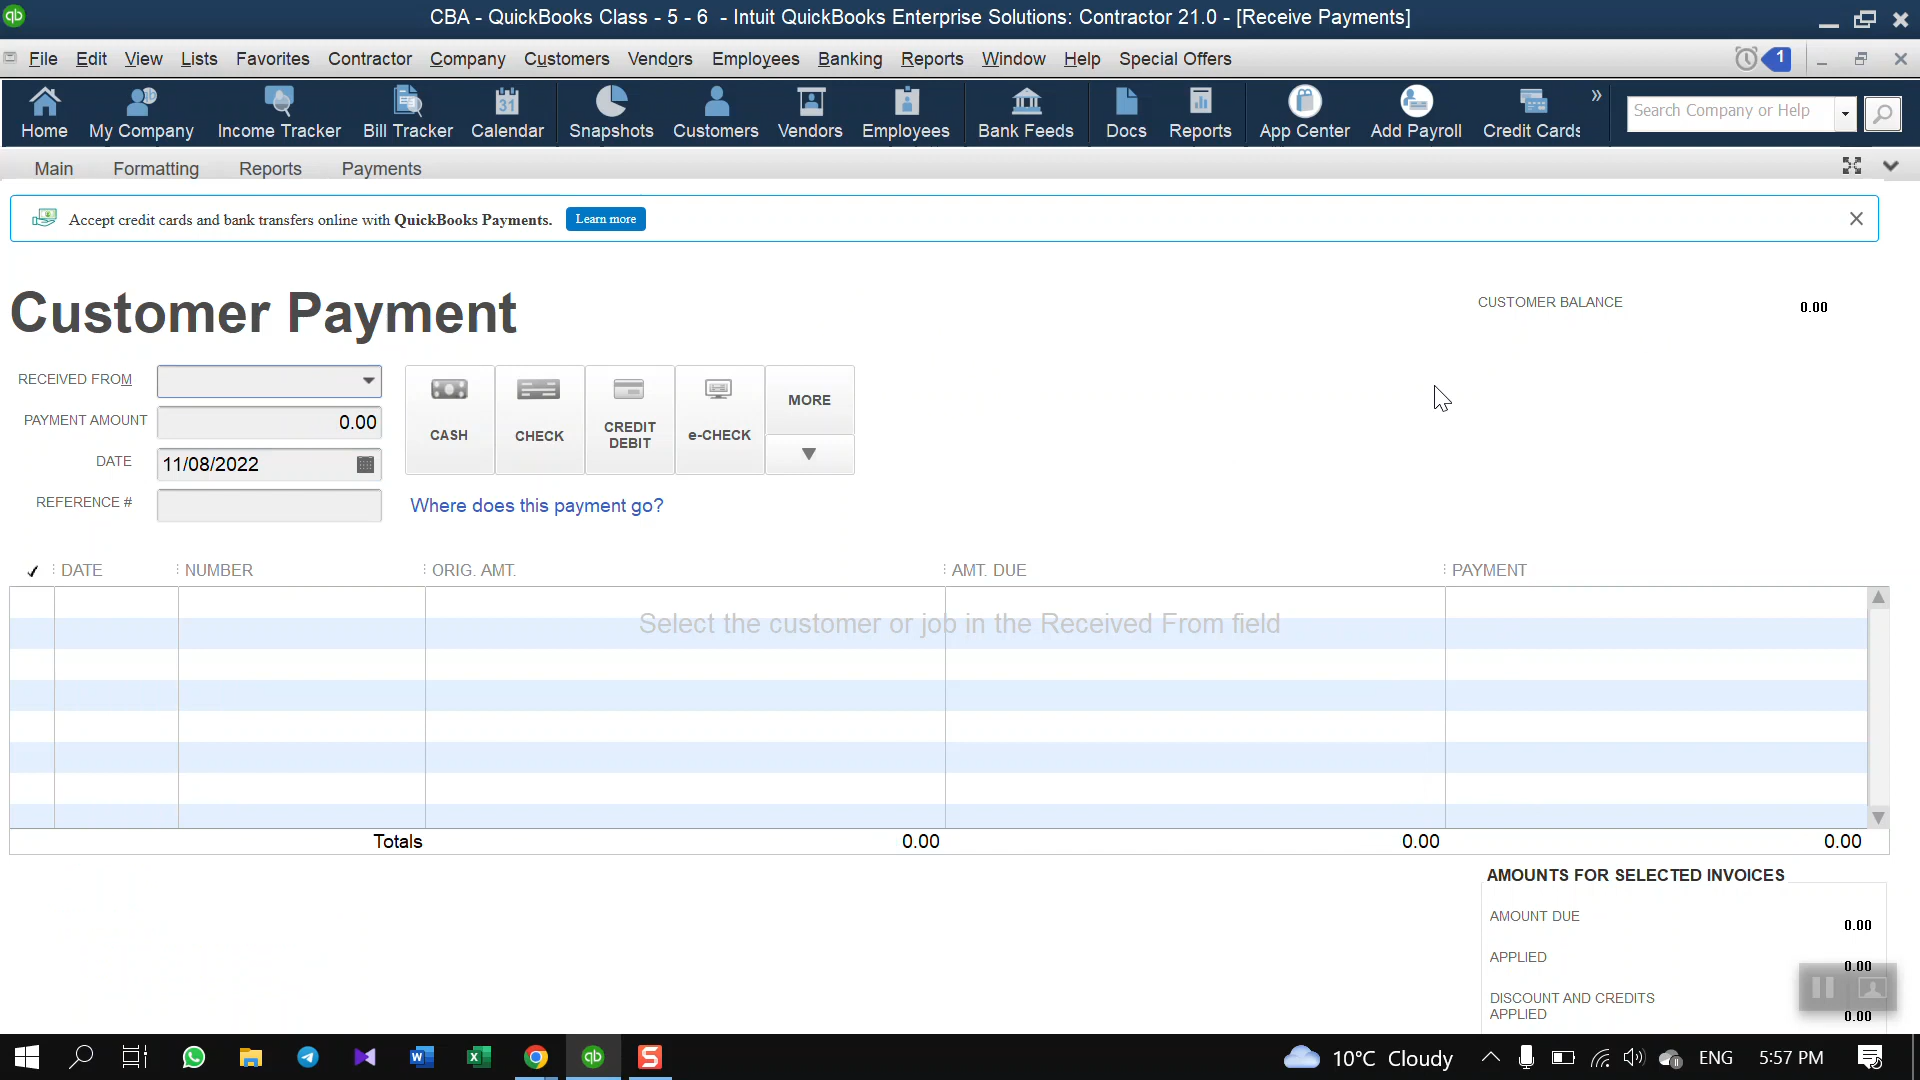 CBA - QuickBooks Class - 5 - 6 - Intuit QuickBooks Enterprise Solutions: Contractor 21.0 - [Receive Payments]
File Edit View Lists Favorites Contractor Company Customers Vendors Employees Banking Reports Window Help Special Offers 1
Home My Company Income Tracker Bill Tracker Calendar Snapshots Customers Vendors Employees Bank Feeds Docs Reports App Center Add Payroll Credit Cards » Search Company or Help
Main Formatting Reports Payments
Accept credit cards and bank transfers online with QuickBooks Payments. Learn more
Customer Payment
CUSTOMER BALANCE 0.00
RECEIVED FROM
PAYMENT AMOUNT 0.00
DATE 11/08/2022
REFERENCE #
CASH CHECK CREDIT DEBIT e-CHECK MORE
Where does this payment go?
DATE NUMBER ORIG. AMT. AMT. DUE PAYMENT
Select the customer or job in the Received From field
Totals 0.00 0.00 0.00
AMOUNTS FOR SELECTED INVOICES
AMOUNT DUE 0.00
APPLIED 0.00
DISCOUNT AND CREDITS
APPLIED 0.00
10°C Cloudy ENG 5:57 PM